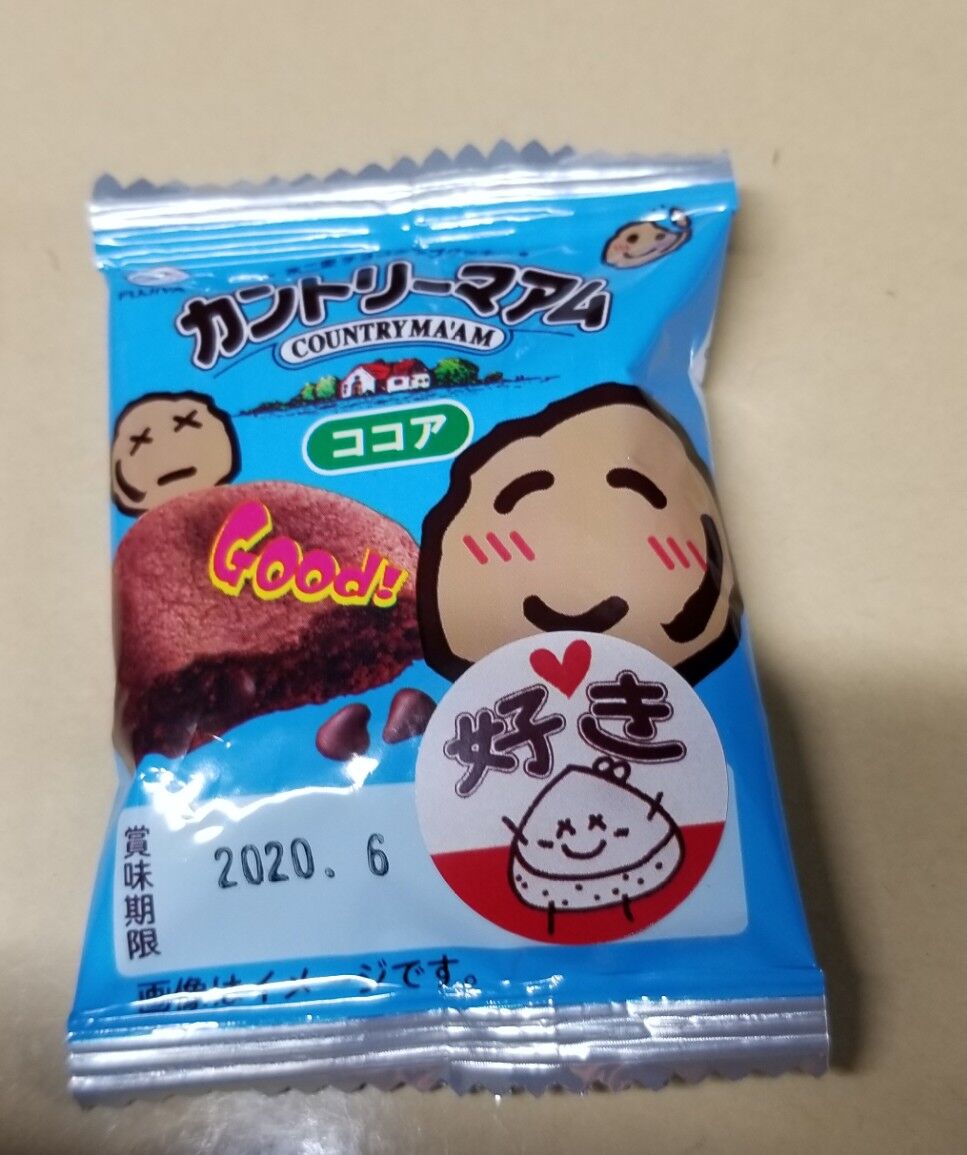 FUJIYA
カントリーマアム
COUNTRY MA'AM
ココア
Good!
好き
賞味期限
2020. 6
画像はイメージです。